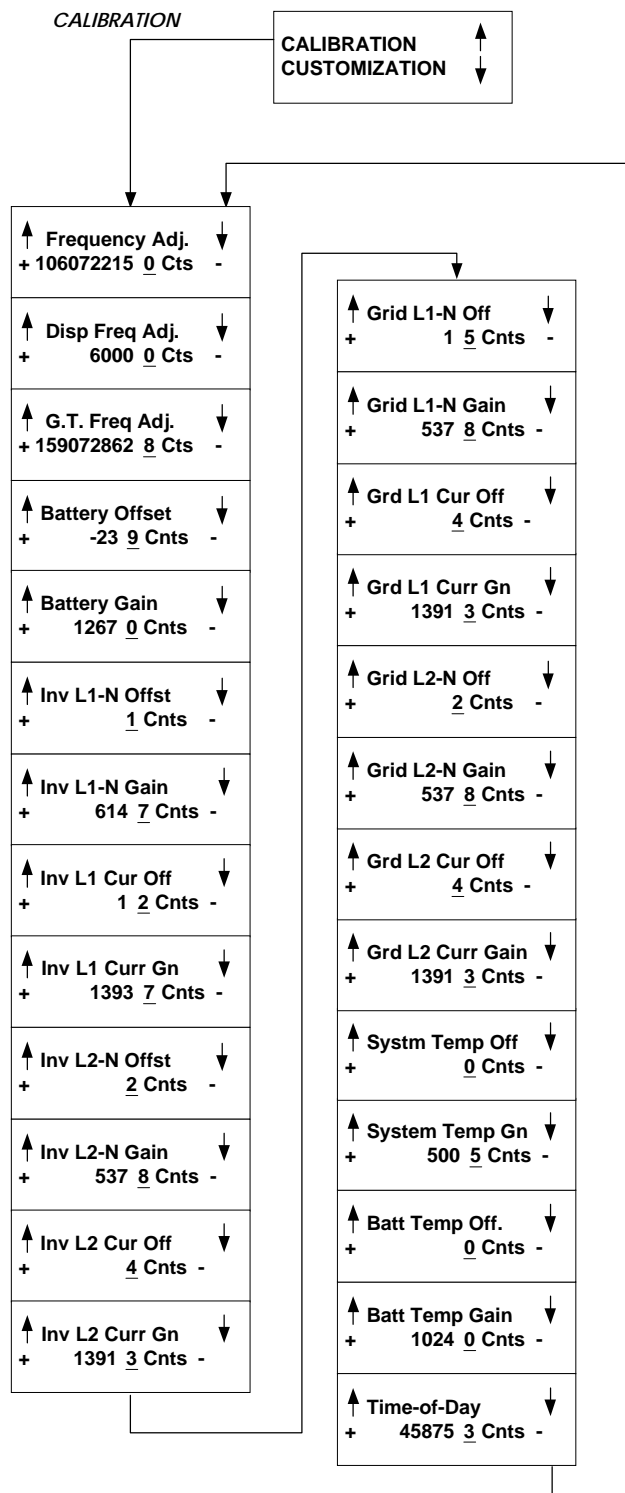 CALIBRATION
CALIBRATION
CUSTOMIZATION
Frequency Adj.
+ 106072215 0 Cts -
Disp Freq Adj.
+ 6000 0 Cts -
G.T. Freq Adj.
+ 159072862 8 Cts -
Battery Offset
+ -23 9 Cnts -
Battery Gain
+ 1267 0 Cnts -
Inv L1-N Offst
+ 1 Cnts -
Inv L1-N Gain
+ 614 7 Cnts -
Inv L1 Cur Off
+ 1 2 Cnts -
Inv L1 Curr Gn
+ 1393 7 Cnts -
Inv L2-N Offst
+ 2 Cnts -
Inv L2-N Gain
+ 537 8 Cnts -
Inv L2 Cur Off
+ 4 Cnts -
Inv L2 Curr Gn
+ 1391 3 Cnts -
Grid L1-N Off
+ 1 5 Cnts -
Grid L1-N Gain
+ 537 8 Cnts -
Grd L1 Cur Off
+ 4 Cnts -
Grd L1 Curr Gn
+ 1391 3 Cnts -
Grid L2-N Off
+ 2 Cnts -
Grid L2-N Gain
+ 537 8 Cnts -
Grd L2 Cur Off
+ 4 Cnts -
Grd L2 Curr Gain
+ 1391 3 Cnts -
Systm Temp Off
+ 0 Cnts -
System Temp Gn
+ 500 5 Cnts -
Batt Temp Off.
+ 0 Cnts -
Batt Temp Gain
+ 1024 0 Cnts -
Time-of-Day
+ 45875 3 Cnts -